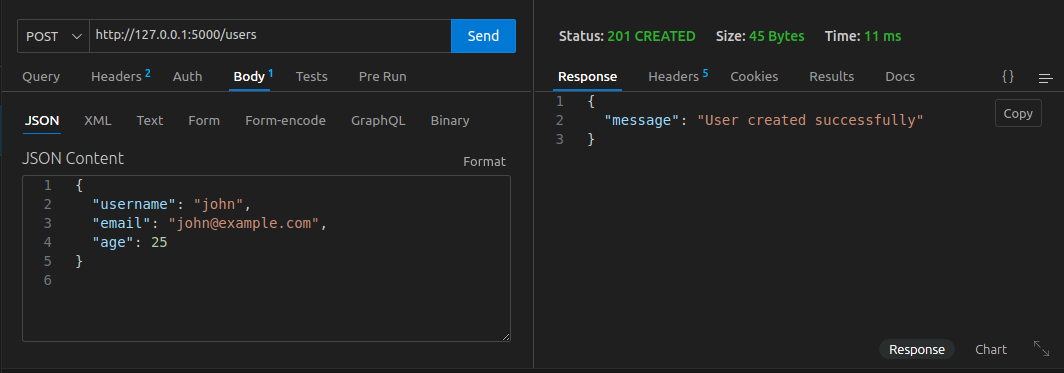 POST http://127.0.0.1:5000/users Send
Query Headers 2 Auth Body 1 Tests Pre Run
JSON XML Text Form Form-encode GraphQL Binary
JSON Content Format
1 {
2 "username": "john",
3 "email": "john@example.com",
4 "age": 25
5 }
6
Status: 201 CREATED Size: 45 Bytes Time: 11 ms
Response Headers 5 Cookies Results Docs { }
1 {
2 "message": "User created successfully"
3 }
Copy
Response Chart